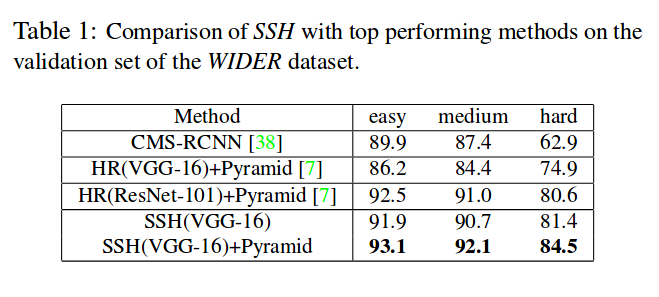 Table 1: Comparison of SSH with top performing methods on the
validation set of the WIDER dataset.
Method easy medium hard
CMS-RCNN [38] 89.9 87.4 62.9
HR(VGG-16)+Pyramid [7] 86.2 84.4 74.9
HR(ResNet-101)+Pyramid [7] 92.5 91.0 80.6
SSH(VGG-16) 91.9 90.7 81.4
SSH(VGG-16)+Pyramid 93.1 92.1 84.5